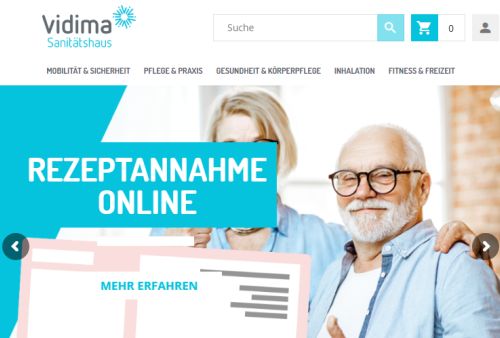 Vidima
Sanitätshaus
Suche
0
MOBILITÄT & SICHERHEIT
PFLEGE & PRAXIS
GESUNDHEIT & KÖRPERPFLEGE
INHALATION
FITNESS & FREIZEIT
REZEPTANNAHME
ONLINE
MEHR ERFAHREN